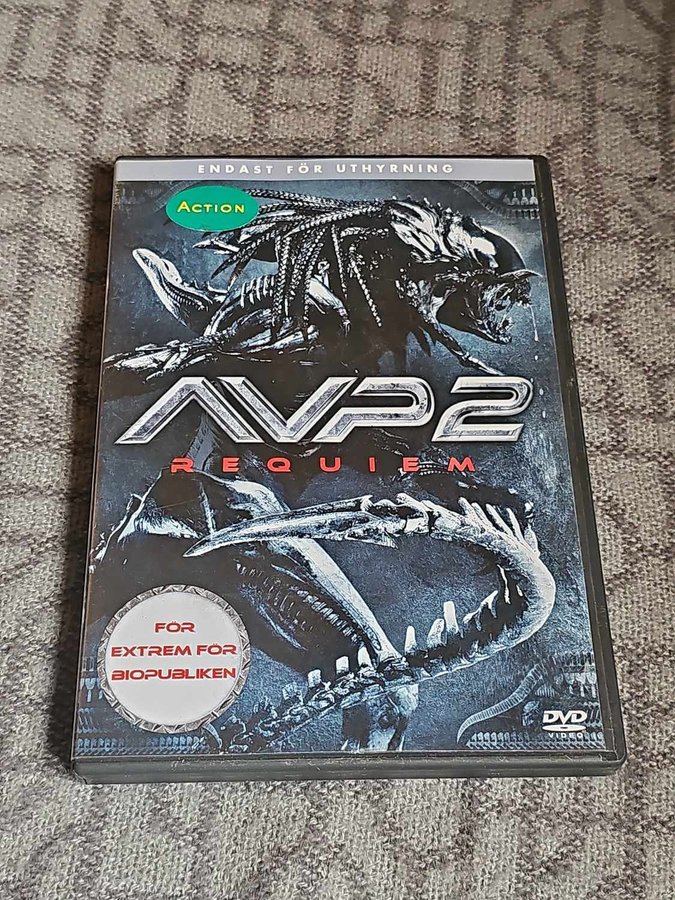 ENDAST FÖR UTHYRNING
ACTION
AVP2
REQUIEM
FÖR
EXTREM FÖR
BIOPUBLIKEN
DVD
VIDEO